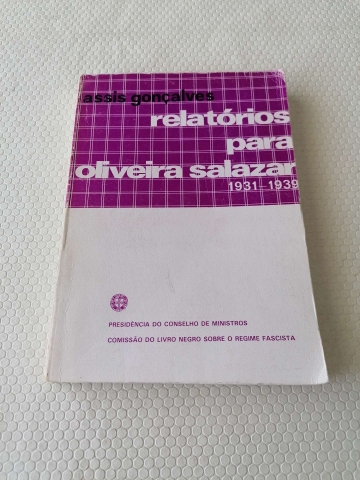 assis gonçalves
relatórios
para
oliveira salazar
1931-1939
PRESIDÊNCIA DO CONSELHO DE MINISTROS
COMISSÃO DO LIVRO NEGRO SOBRE O REGIME FASCISTA